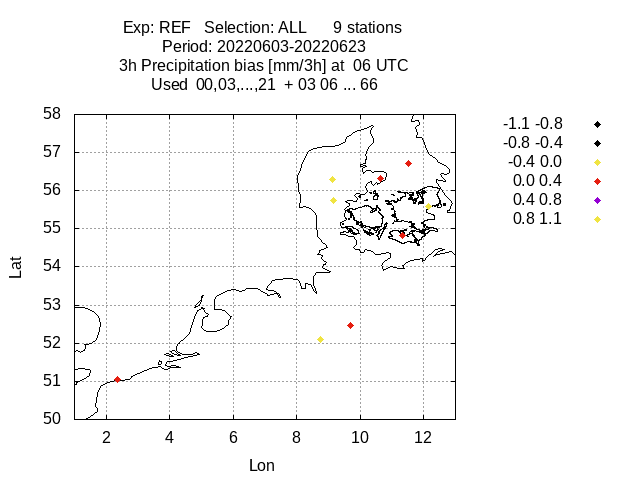 Exp: REF   Selection: ALL      9 stations
Period: 20220603-20220623
3h Precipitation bias [mm/3h] at  06 UTC
Used  00,03,...,21  + 03 06 ... 66
58
57
56
55
54
53
52
51
50
Lat
2 4 6 8 10 12
Lon
-1.1 -0.8
-0.8 -0.4
-0.4 0.0
0.0 0.4
0.4 0.8
0.8 1.1